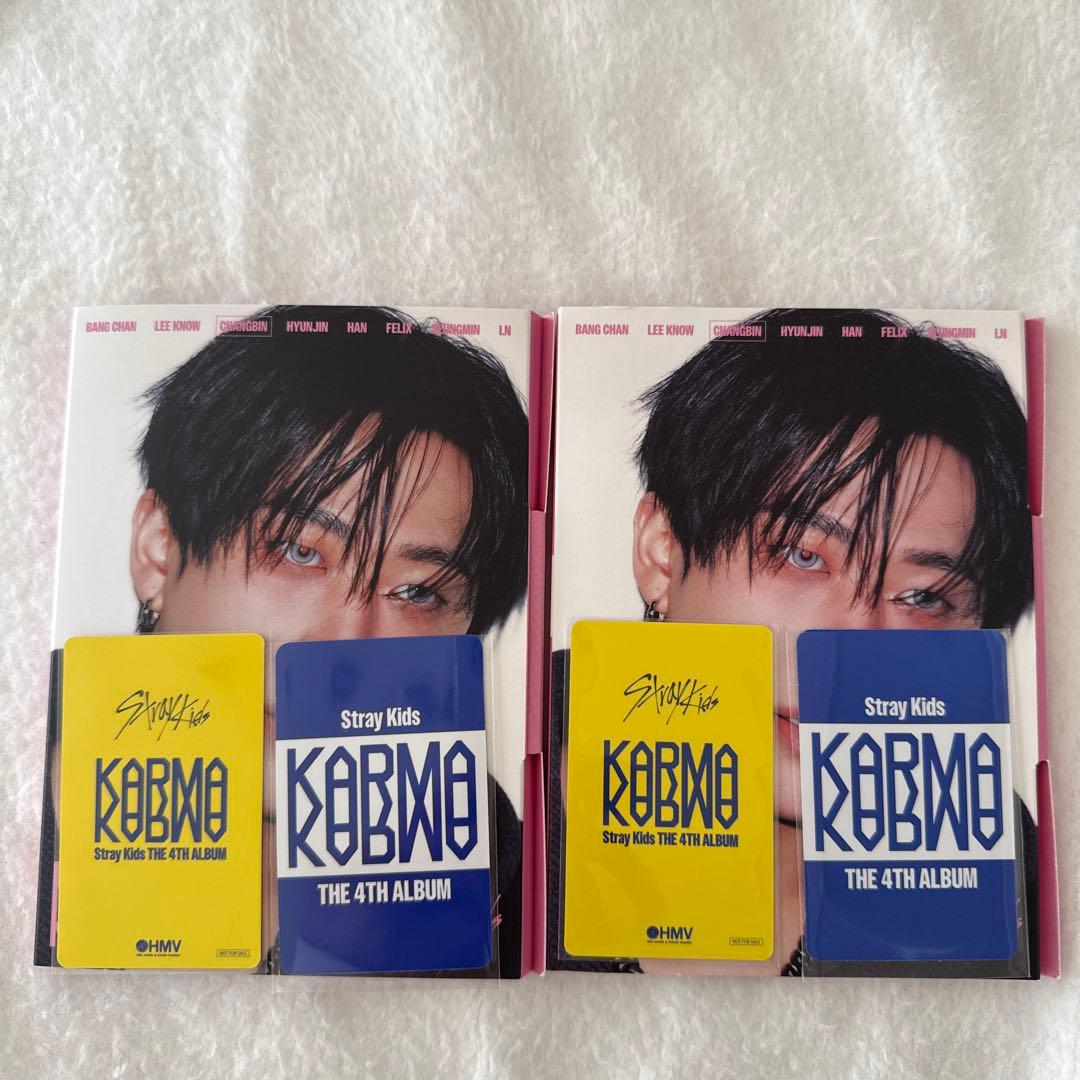 BANG CHAN LEE KNOW CHANGBIN HYUNJIN HAN FELIX SEUNGMIN I.N
BANG CHAN LEE KNOW CHANGBIN HYUNJIN HAN FELIX SEUNGMIN I.N
Stray Kids
KARMA
Stray Kids THE 4TH ALBUM
HMV
NOT FOR SALE
Stray Kids
KARMA
THE 4TH ALBUM
Stray Kids
KARMA
Stray Kids THE 4TH ALBUM
HMV
NOT FOR SALE
Stray Kids
KARMA
THE 4TH ALBUM